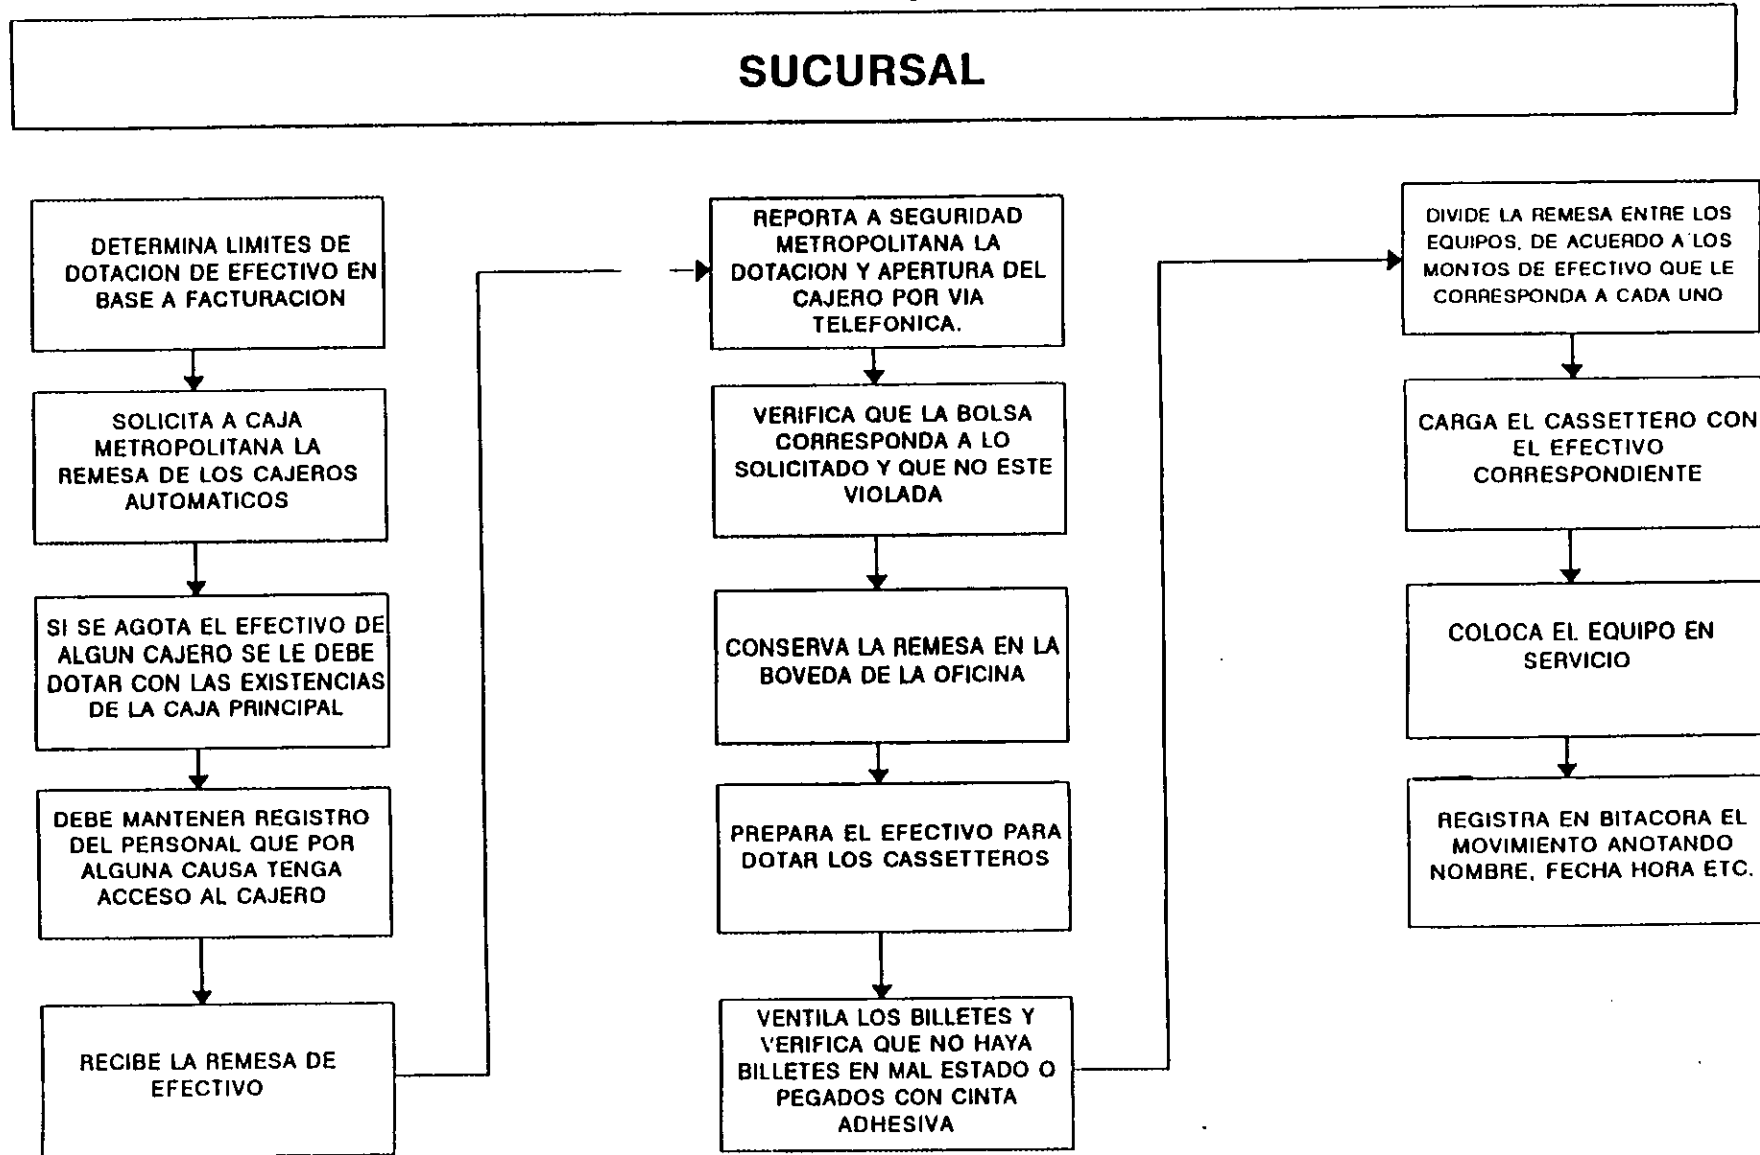 SUCURSAL
DETERMINA LIMITES DE
DOTACION DE EFECTIVO EN
BASE A FACTURACION
SOLICITA A CAJA
METROPOLITANA LA
REMESA DE LOS CAJEROS
AUTOMATICOS
SI SE AGOTA EL EFECTIVO DE
ALGUN CAJERO SE LE DEBE
DOTAR CON LAS EXISTENCIAS
DE LA CAJA PRINCIPAL
DEBE MANTENER REGISTRO
DEL PERSONAL QUE POR
ALGUNA CAUSA TENGA
ACCESO AL CAJERO
RECIBE LA REMESA DE
EFECTIVO
REPORTA A SEGURIDAD
METROPOLITANA LA
DOTACION Y APERTURA DEL
CAJERO POR VIA
TELEFONICA.
VERIFICA QUE LA BOLSA
CORRESPONDA A LO
SOLICITADO Y QUE NO ESTE
VIOLADA
CONSERVA LA REMESA EN LA
BOVEDA DE LA OFICINA
PREPARA EL EFECTIVO PARA
DOTAR LOS CASSETTEROS
VENTILA LOS BILLETES Y
VERIFICA QUE NO HAYA
BILLETES EN MAL ESTADO O
PEGADOS CON CINTA
ADHESIVA
DIVIDE LA REMESA ENTRE LOS
EQUIPOS, DE ACUERDO A LOS
MONTOS DE EFECTIVO QUE LE
CORRESPONDA A CADA UNO
CARGA EL CASSETTERO CON
EL EFECTIVO
CORRESPONDIENTE
COLOCA EL EQUIPO EN
SERVICIO
REGISTRA EN BITACORA EL
MOVIMIENTO ANOTANDO
NOMBRE, FECHA HORA ETC.